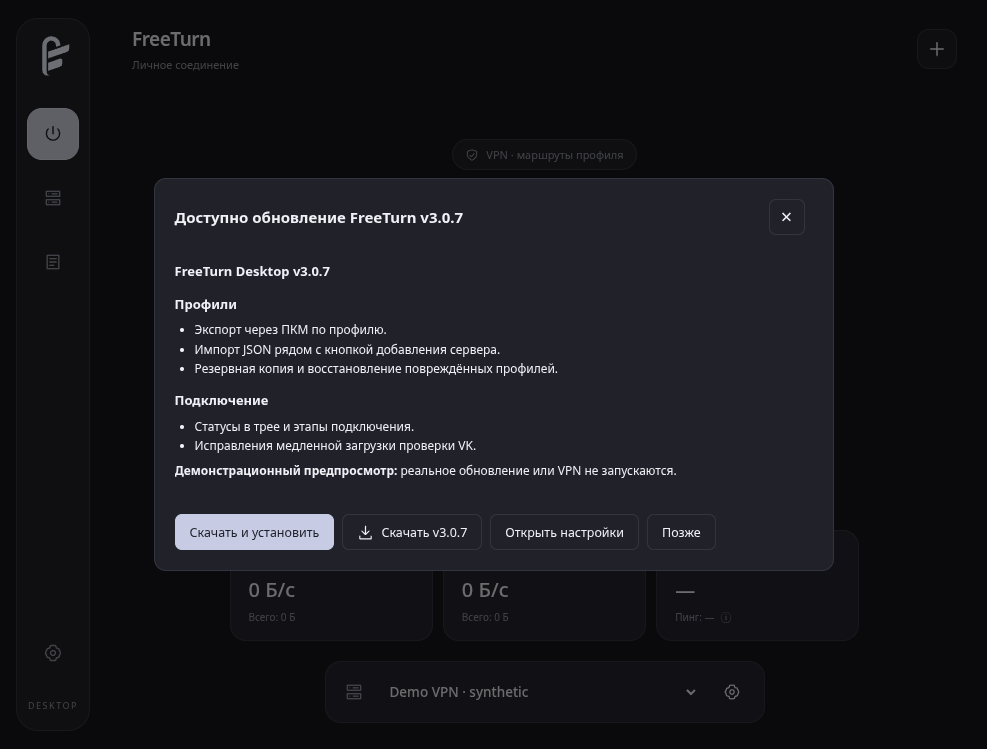 FreeTurn
Личное соединение
VPN · маршруты профиля
Доступно обновление FreeTurn v3.0.7
FreeTurn Desktop v3.0.7
Профили
• Экспорт через ПКМ по профилю.
• Импорт JSON рядом с кнопкой добавления сервера.
• Резервная копия и восстановление повреждённых профилей.
Подключение
• Статусы в трее и этапы подключения.
• Исправления медленной загрузки проверки VK.
Демонстрационный предпросмотр: реальное обновление или VPN не запускаются.
Скачать и установить Скачать v3.0.7 Открыть настройки Позже
0 Б/с 0 Б/с —
Всего: 0 Б Всего: 0 Б Пинг: —
Demo VPN · synthetic
DESKTOP